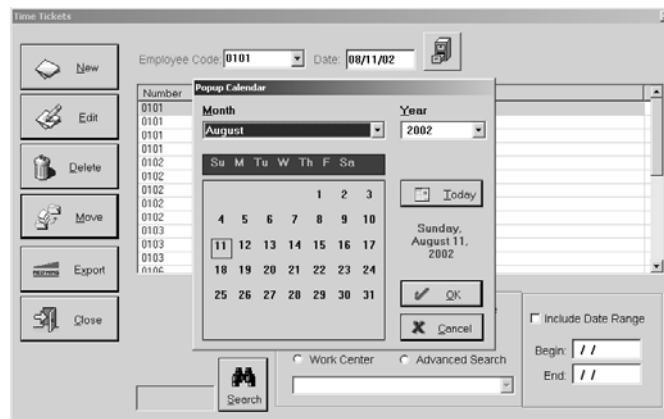 Time Tickets
New
Edit
Delete
Move
Export
Close
Employee Code: 0101 Date: 08/11/02
Number
0101
0101
0101
0101
0102
0102
0102
0102
0102
0103
0103
0103
0106
Popup Calendar
Month Year
August 2002
Su M Tu W Th F Sa
1 2 3
4 5 6 7 8 9 10
11 12 13 14 15 16 17
18 19 20 21 22 23 24
25 26 27 28 29 30 31
Today
Sunday,
August 11,
2002
OK
Cancel
Work Center Advanced Search
Search
Include Date Range
Begin: / /
End: / /